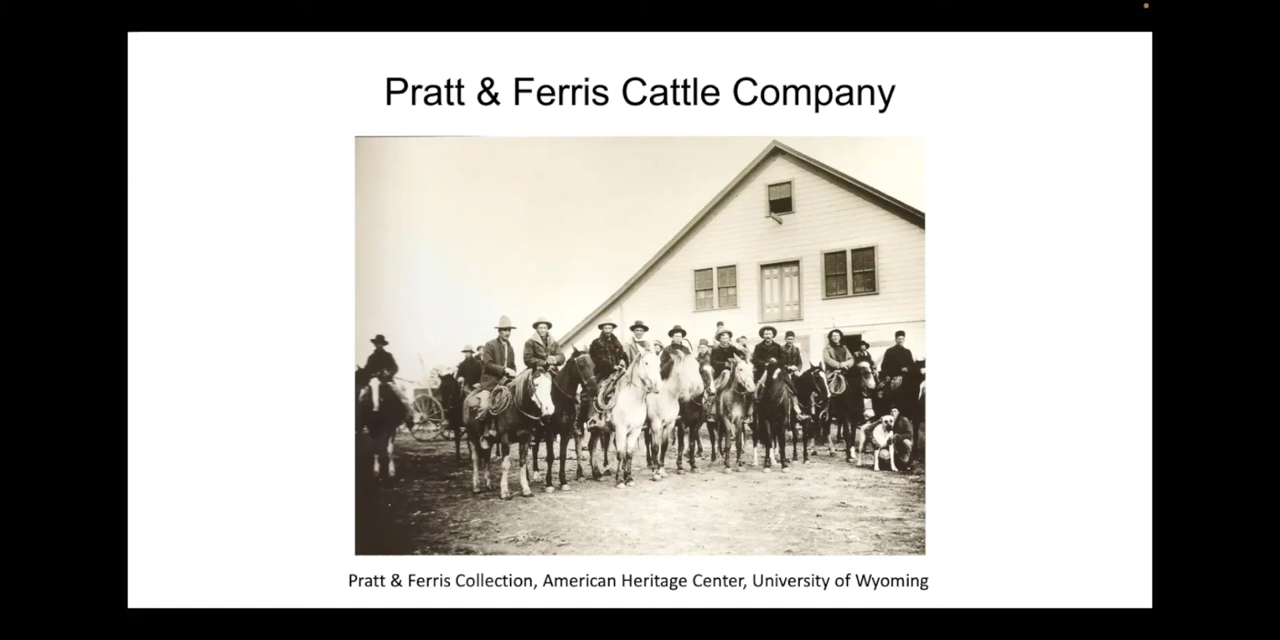 Pratt & Ferris Cattle Company
Pratt & Ferris Collection, American Heritage Center, University of Wyoming